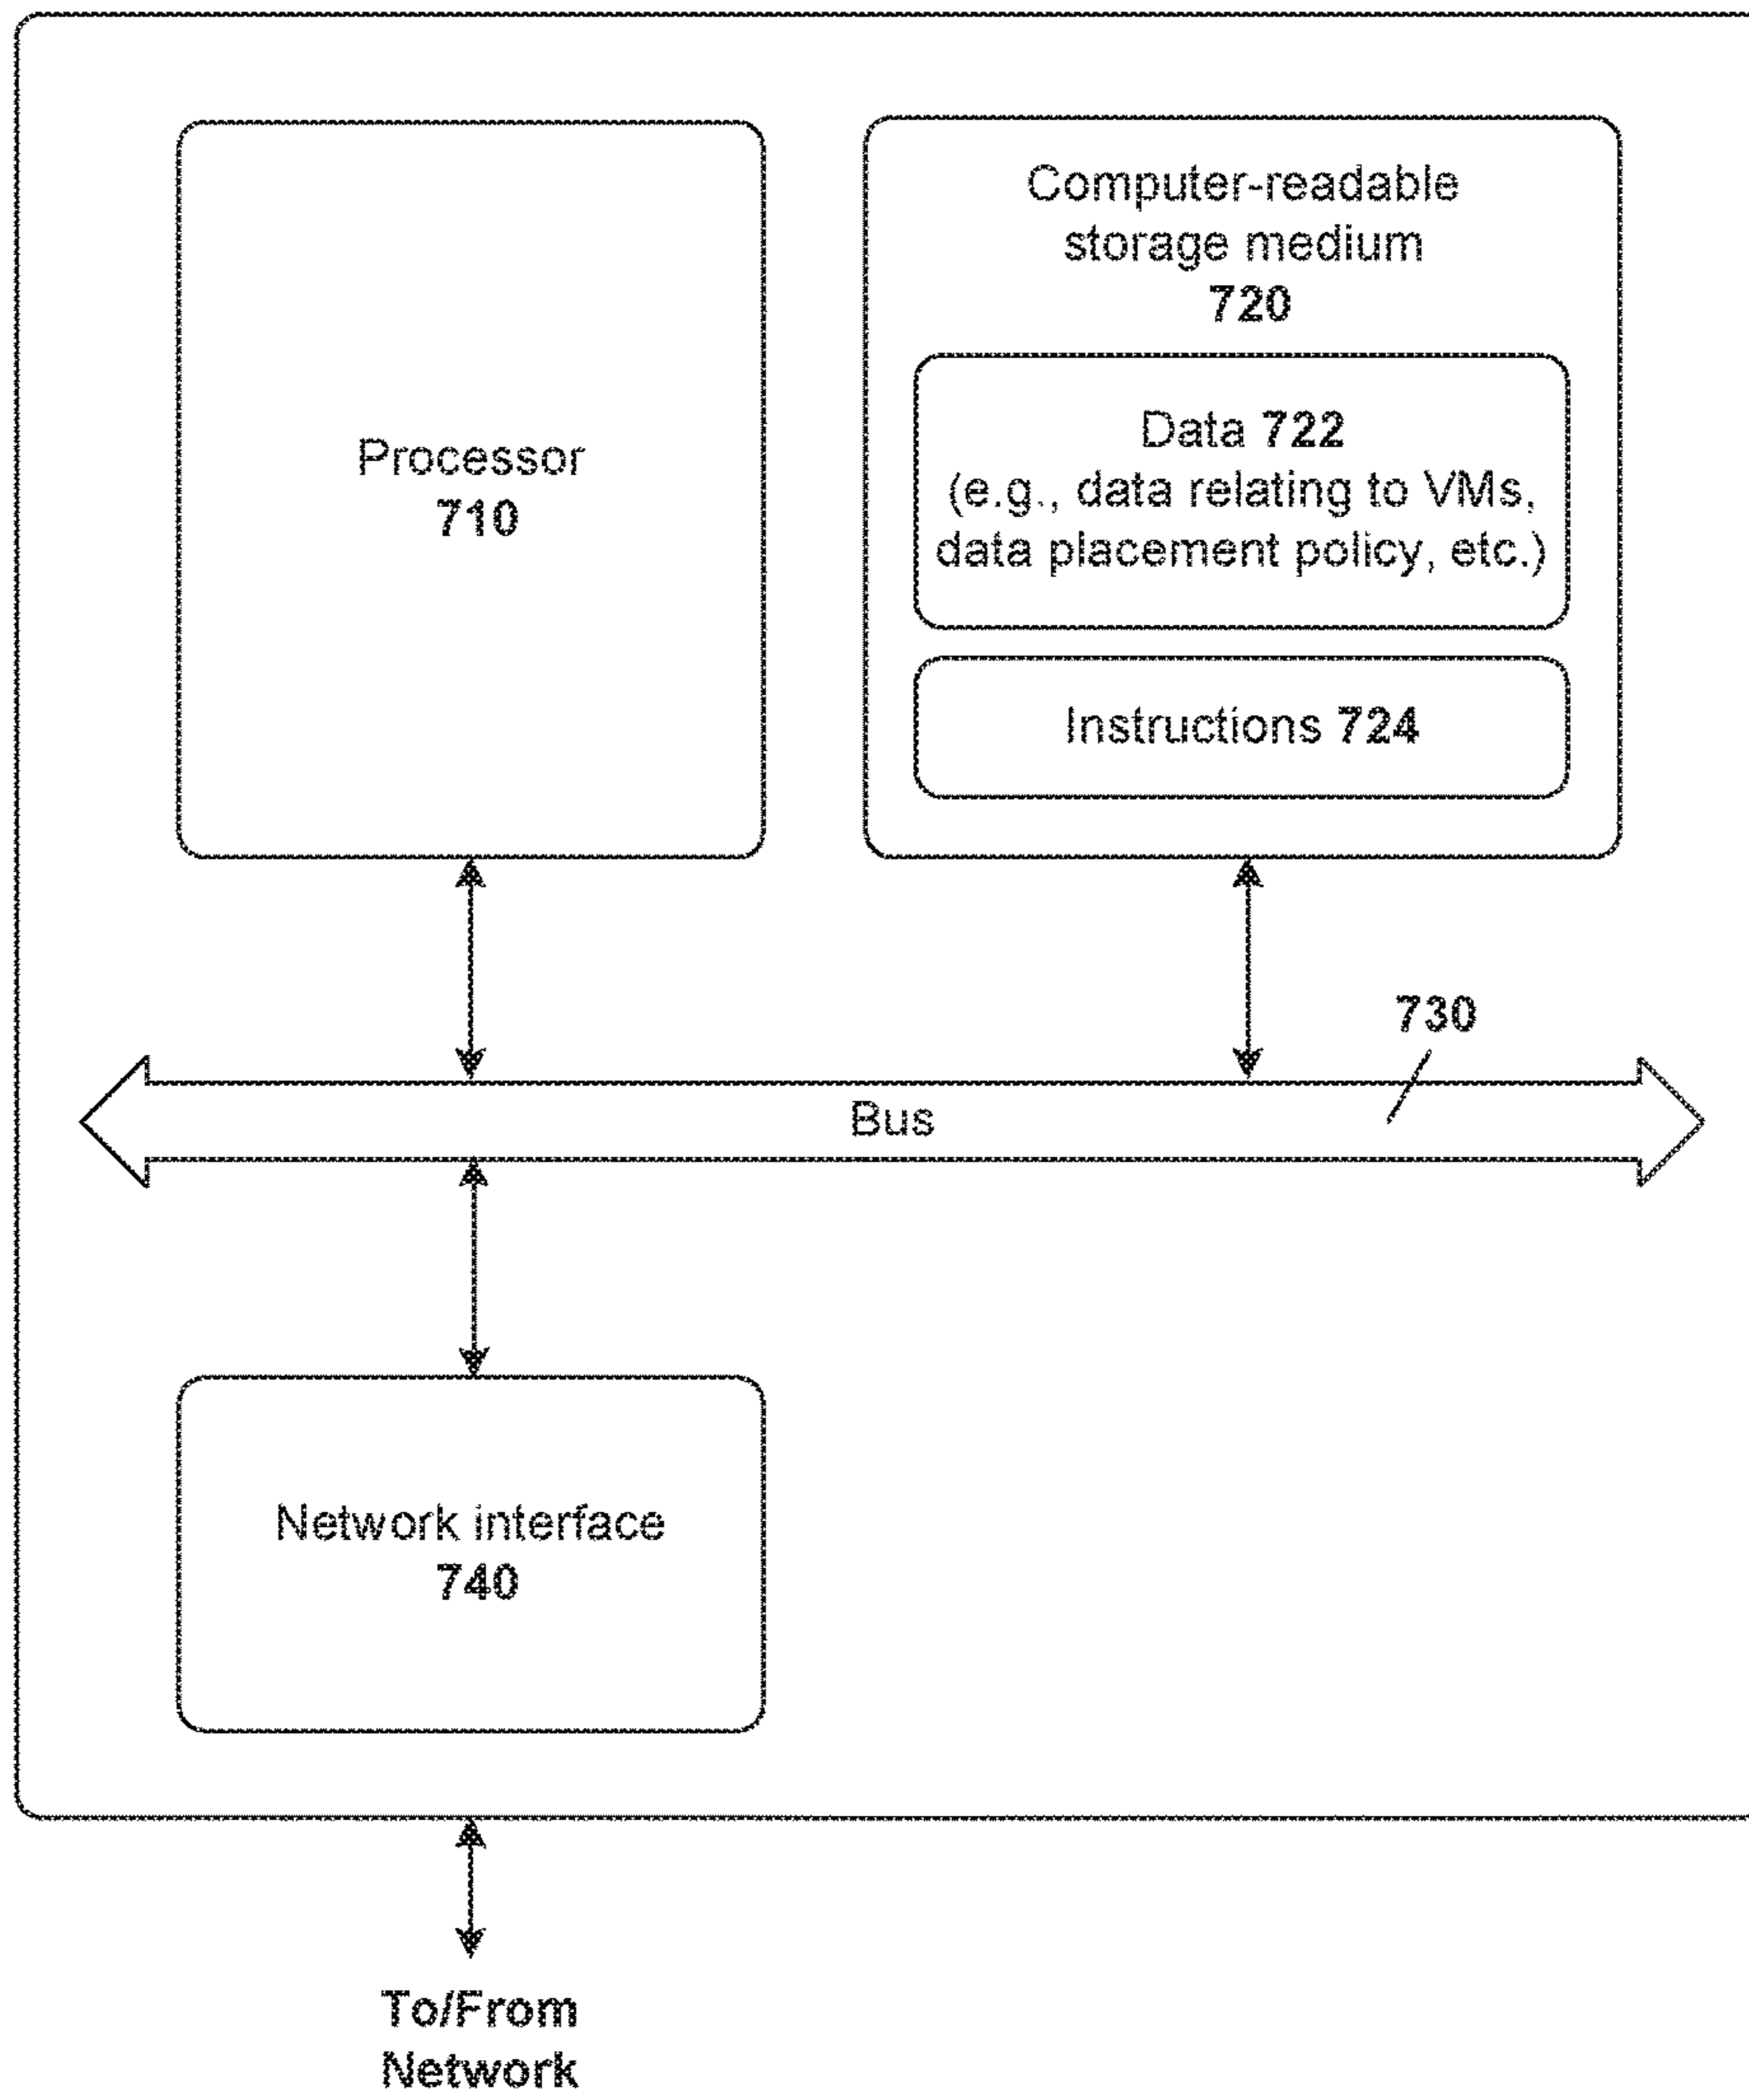 Processor
710
Computer-readable
storage medium
720
Data 722
(e.g., data relating to VMs,
data placement policy, etc.)
Instructions 724
730
Bus
Network interface
740
To/From
Network